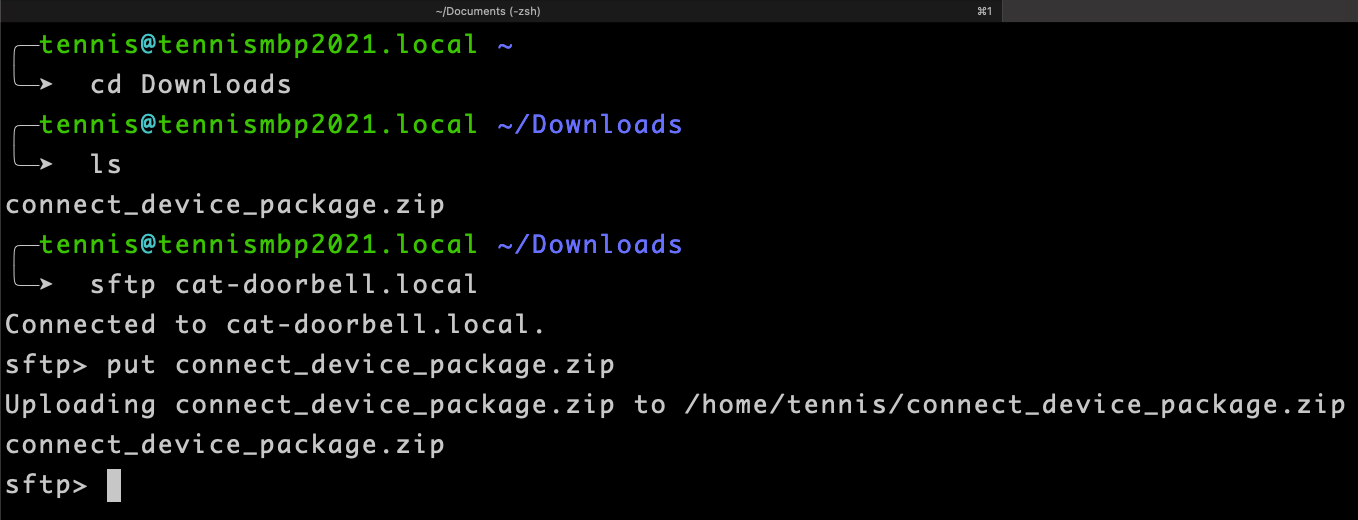 ~/Documents (-zsh) ⌘1
tennis@tennismbp2021.local ~
cd Downloads
tennis@tennismbp2021.local ~/Downloads
ls
connect_device_package.zip
tennis@tennismbp2021.local ~/Downloads
sftp cat-doorbell.local
Connected to cat-doorbell.local.
sftp> put connect_device_package.zip
Uploading connect_device_package.zip to /home/tennis/connect_device_package.zip
connect_device_package.zip
sftp>